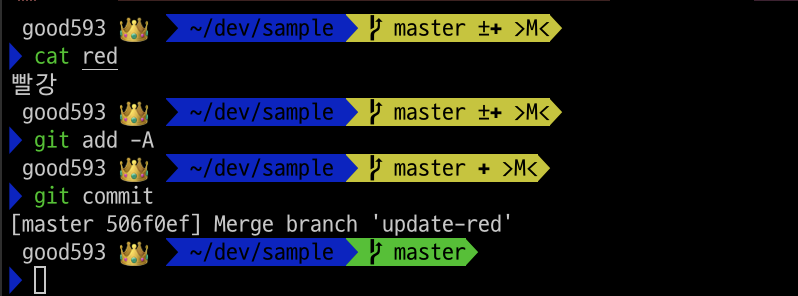 good593 👑 ~/dev/sample master ±✚ >M<
cat red
빨강
good593 👑 ~/dev/sample master ±✚ >M<
git add -A
good593 👑 ~/dev/sample master ✚ >M<
git commit
[master 506f0ef] Merge branch 'update-red'
good593 👑 ~/dev/sample master